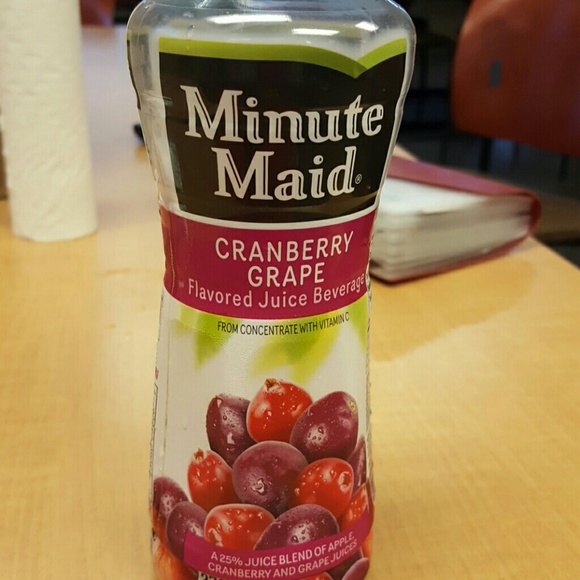 Minute
Maid®
CRANBERRY
GRAPE
Flavored Juice Beverage
FROM CONCENTRATE WITH VITAMIN C
A 25% JUICE BLEND OF APPLE,
CRANBERRY AND GRAPE JUICES